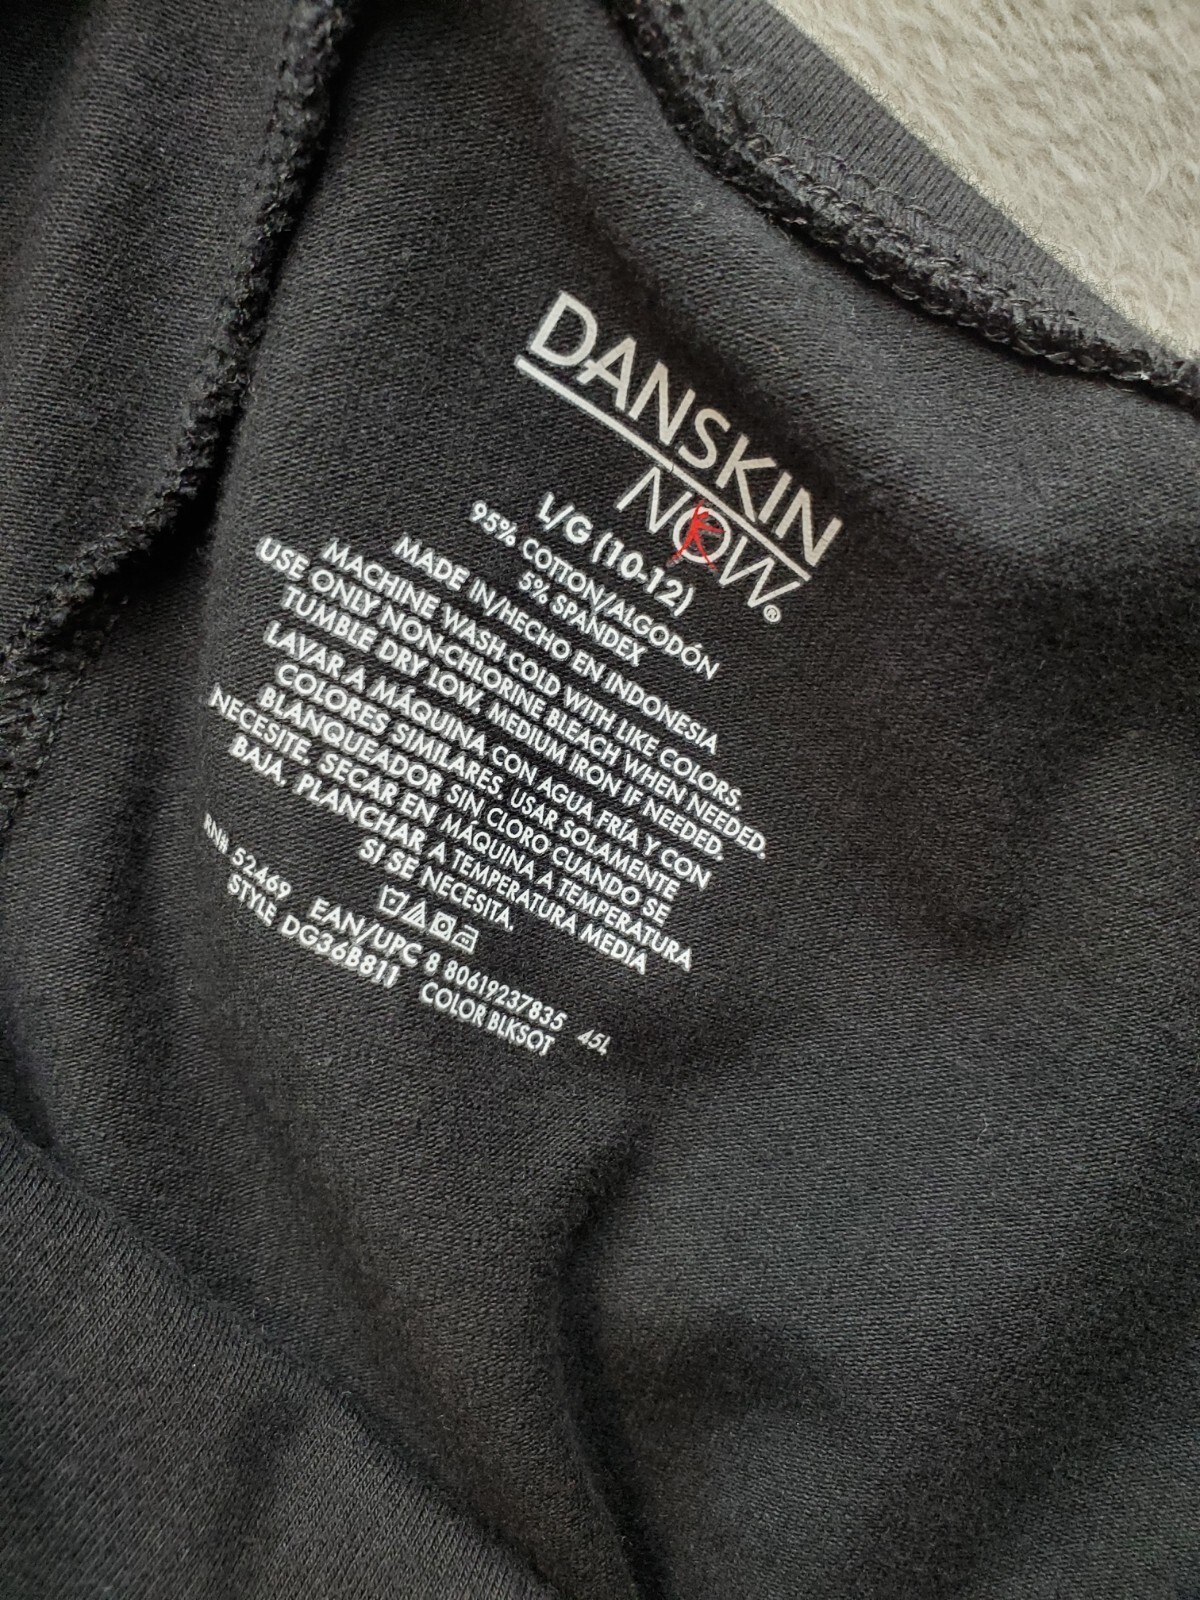 DANSKIN
NOW®
L/G (10-12)
95% COTTON/ALGODÓN
5% SPANDEX
MADE IN/HECHO EN INDONESIA
MACHINE WASH COLD WITH LIKE COLORS.
USE ONLY NON-CHLORINE BLEACH WHEN NEEDED.
TUMBLE DRY LOW. MEDIUM IRON IF NEEDED.
LAVAR A MÁQUINA CON AGUA FRÍA Y CON
COLORES SIMILARES. USAR SOLAMENTE
BLANQUEADOR SIN CLORO CUANDO SE
NECESITE. SECAR EN MÁQUINA A TEMPERATURA
BAJA. PLANCHAR A TEMPERATURA MEDIA
SI SE NECESITA.
RN# 52469 EAN/UPC 8 80619237835 45L
STYLE DG36B811 COLOR BLKSOT